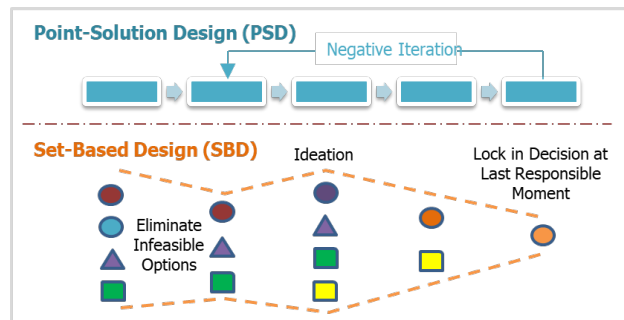 Point-Solution Design (PSD)
Negative Iteration
Set-Based Design (SBD)
Ideation
Lock in Decision at
Last Responsible
Moment
Eliminate
Infeasible
Options